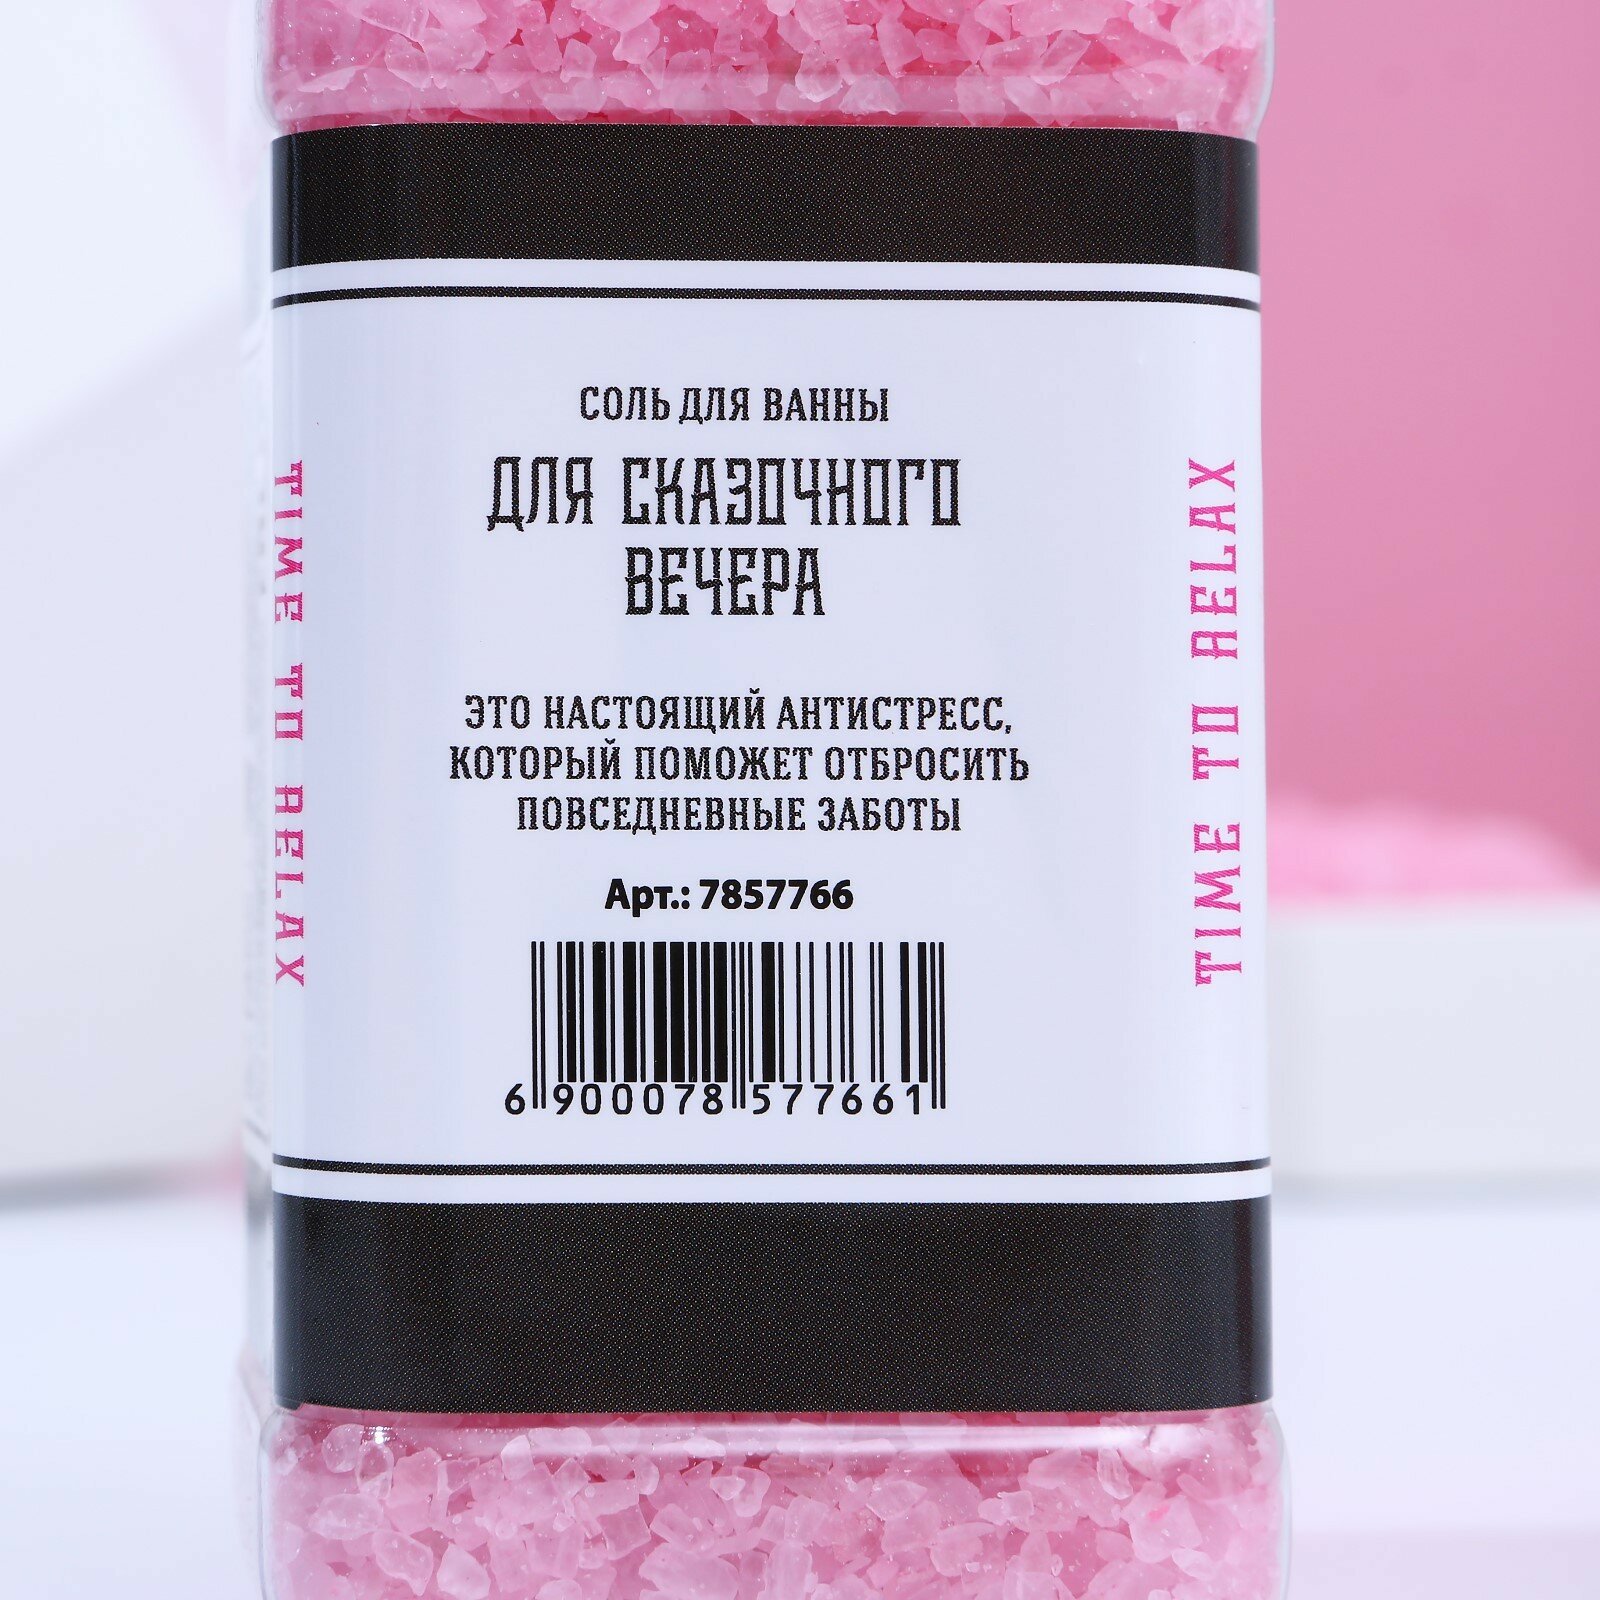 СОЛЬ ДЛЯ ВАННЫ
ДЛЯ СКАЗОЧНОГО
ВЕЧЕРА
ЭТО НАСТОЯЩИЙ АНТИСТРЕСС,
КОТОРЫЙ ПОМОЖЕТ ОТБРОСИТЬ
ПОВСЕДНЕВНЫЕ ЗАБОТЫ
Арт.: 7857766
6 900078 577661
TIME TO RELAX
TIME TO RELAX